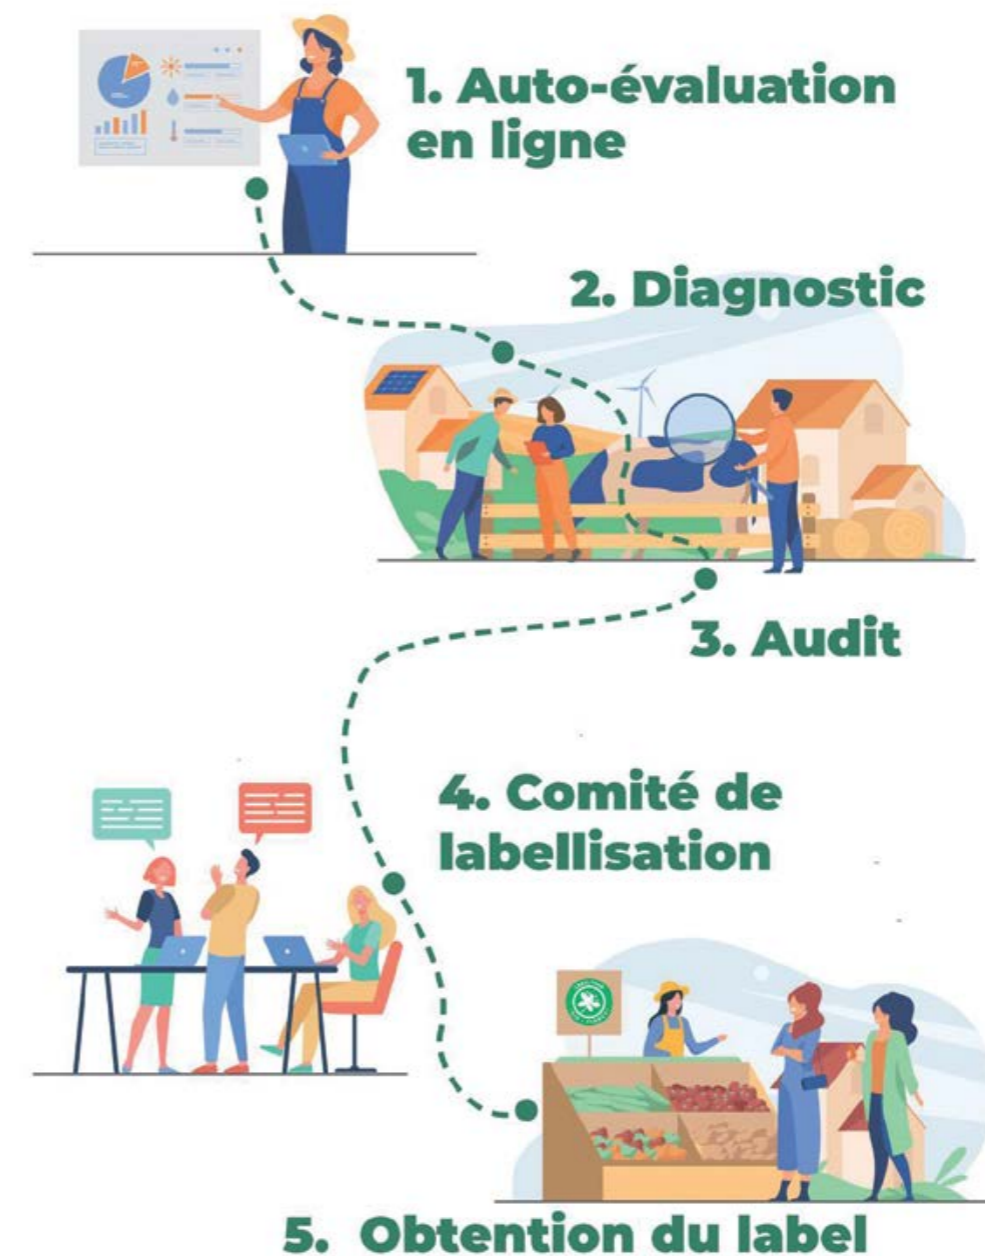 1. Auto-évaluation
en ligne
2. Diagnostic
3. Audit
4. Comité de
labellisation
5. Obtention du label